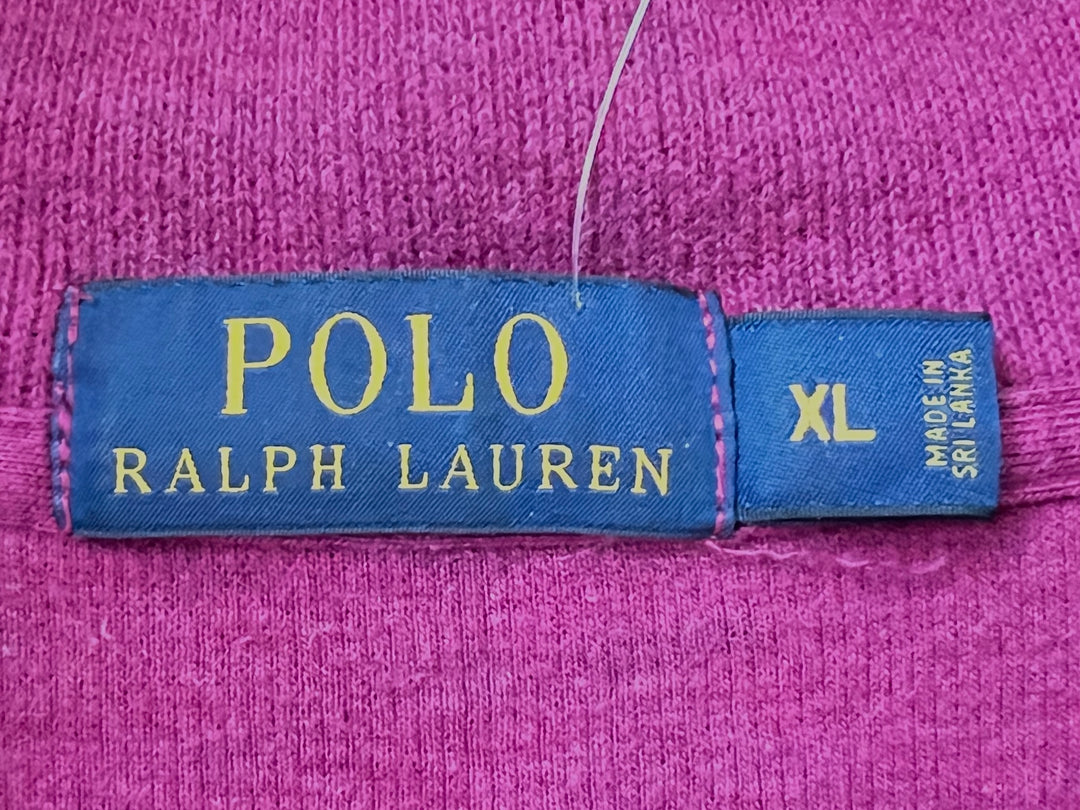 POLO
RALPH LAUREN
XL
MADE IN
SRI LANKA